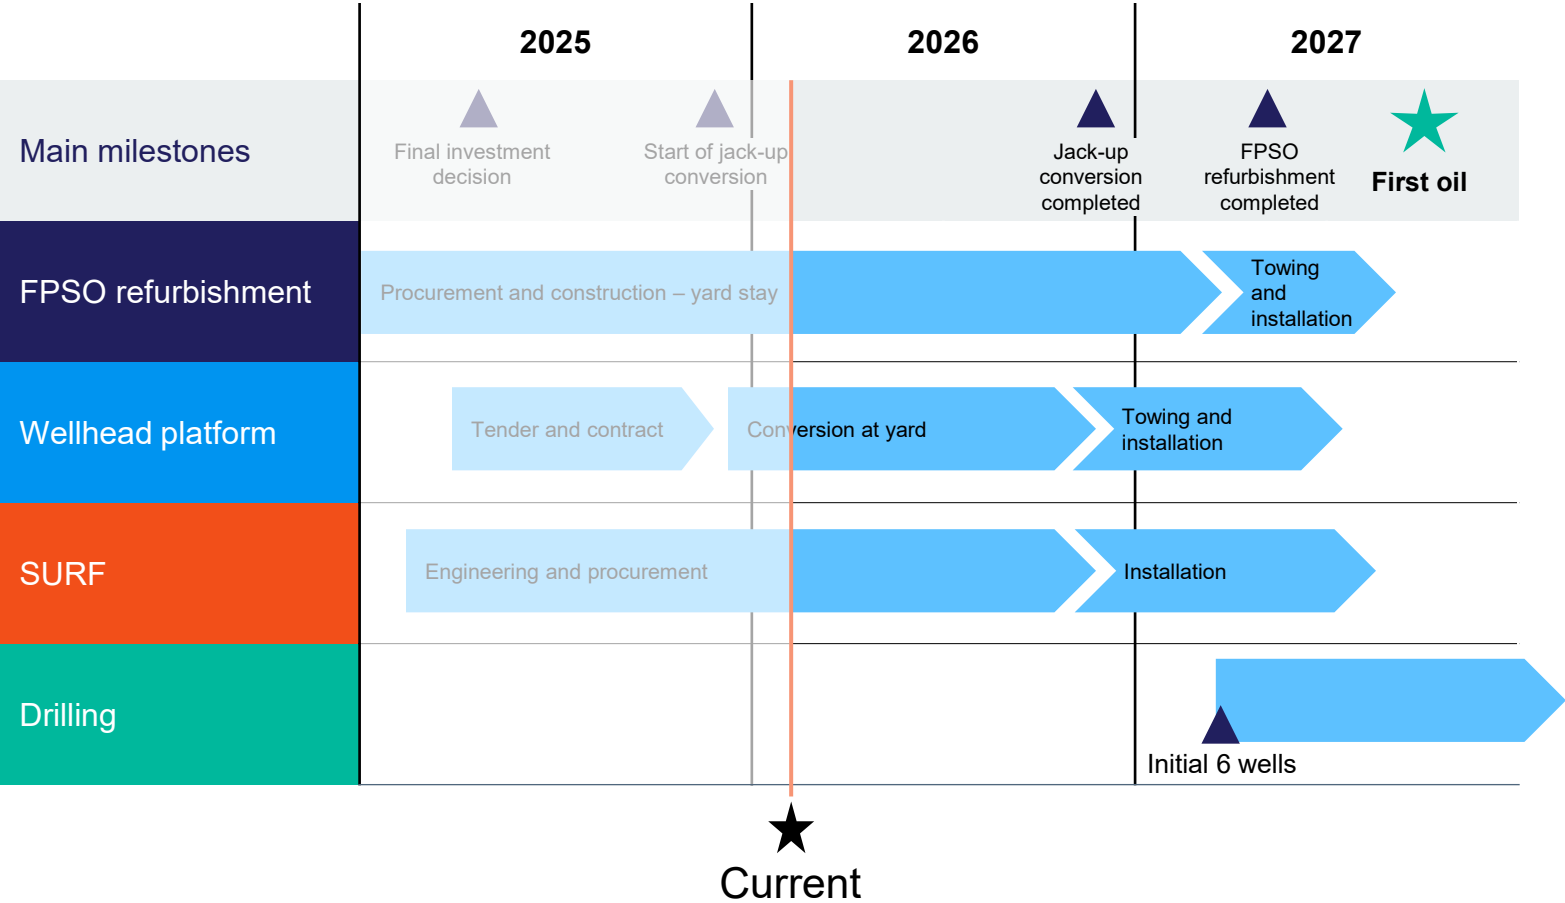 2025
2026
2027
Main milestones
Final investment
decision
Start of jack-up
conversion
Jack-up
conversion
completed
FPSO
refurbishment
completed
First oil
FPSO refurbishment
Procurement and construction – yard stay
Towing
and
installation
Wellhead platform
Tender and contract
Conversion at yard
Towing and
installation
SURF
Engineering and procurement
Installation
Drilling
Initial 6 wells
Current